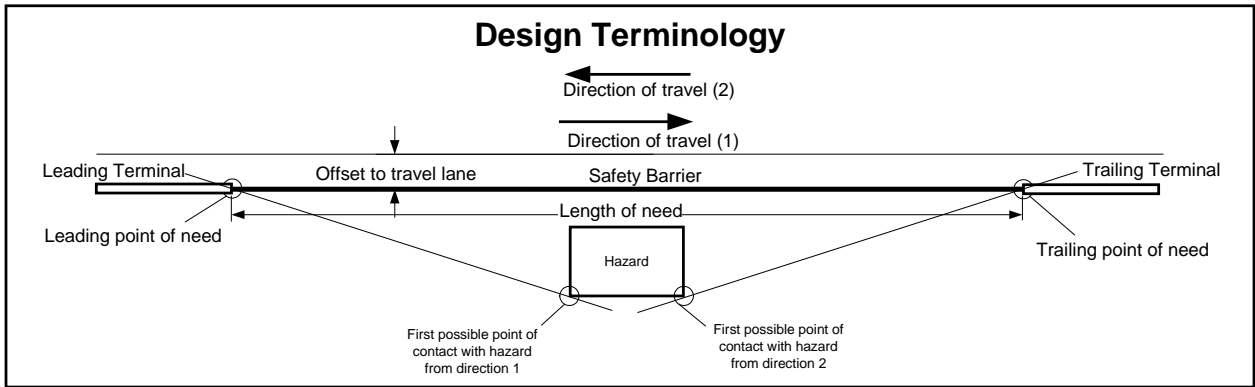 Design Terminology
Direction of travel (2)
Direction of travel (1)
Leading Terminal
Offset to travel lane
Safety Barrier
Trailing Terminal
Length of need
Leading point of need
Trailing point of need
Hazard
First possible point of
contact with hazard
from direction 1
First possible point of
contact with hazard
from direction 2